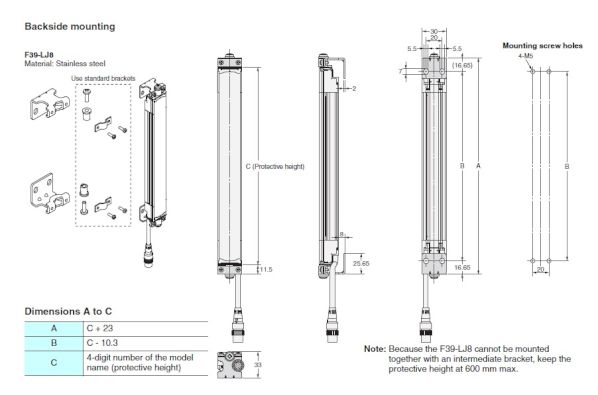 Backside mounting
F39-LJ8
Material: Stainless steel
Use standard brackets
C (Protective height)
11.5
2
8
25.65
30
20
5.5
5.5
(16.65)
7
B
A
16.65
Mounting screw holes
4-M5
B
20
Dimensions A to C
A C + 23
B C - 10.3
C 4-digit number of the model
name (protective height)
33
Note: Because the F39-LJ8 cannot be mounted
together with an intermediate bracket, keep the
protective height at 600 mm max.